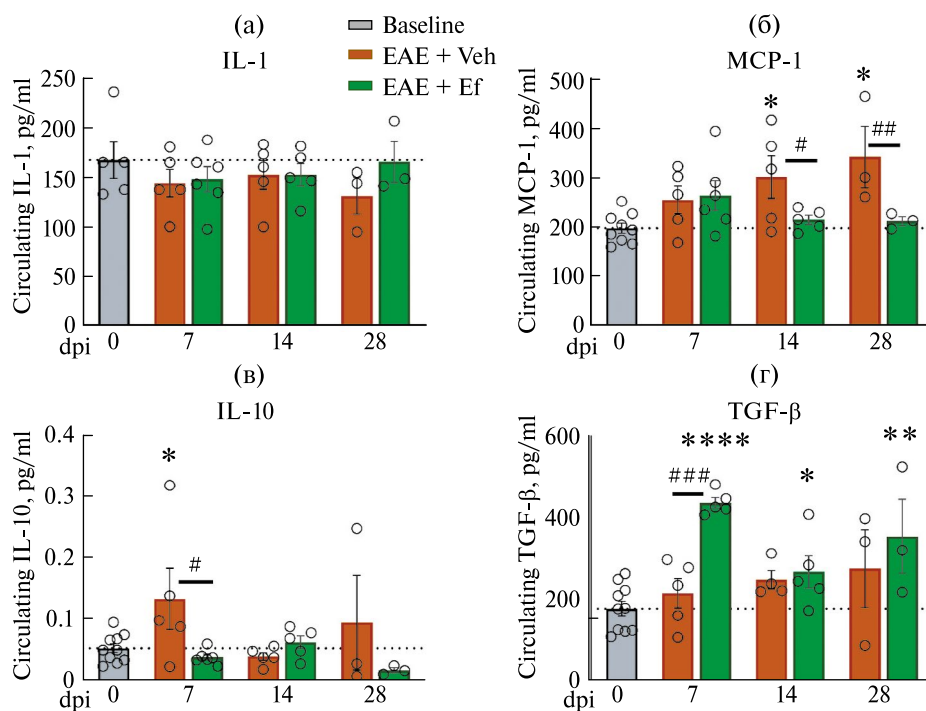 Baseline
EAE + Veh
EAE + Ef
(а)
IL-1
Circulating IL-1, pg/ml
250
200
150
100
50
0
dpi
0
7
14
28
(б)
MCP-1
Circulating MCP-1, pg/ml
500
400
300
200
100
0
*
#
*
##
dpi
0
7
14
28
(в)
IL-10
Circulating IL-10, pg/ml
0.4
0.3
0.2
0.1
0
*
#
dpi
0
7
14
28
(г)
TGF-β
Circulating TGF-β, pg/ml
600
400
200
0
###
****
*
**
dpi
0
7
14
28